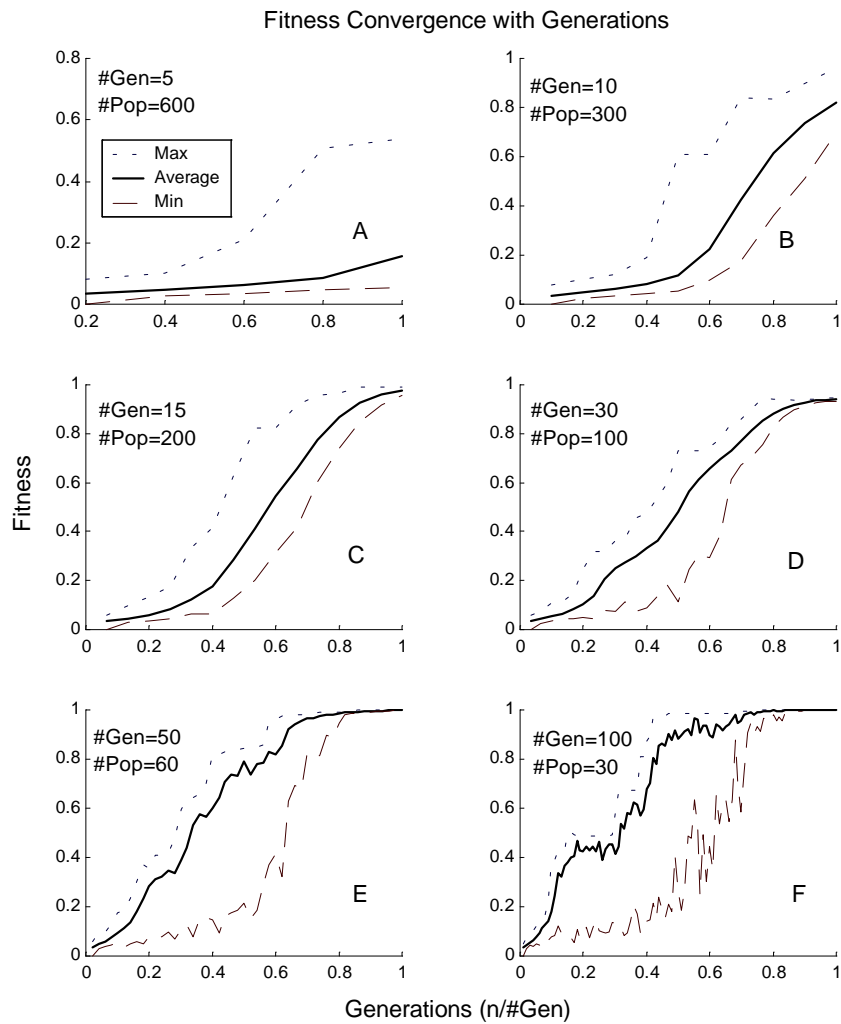 Fitness Convergence with Generations
0.8
0.6
0.4
0.2
0
0.2
0.4
0.6
0.8
1
#Gen=5
#Pop=600
Max
Average
Min
A
1
0.8
0.6
0.4
0.2
0
0
0.2
0.4
0.6
0.8
1
#Gen=10
#Pop=300
B
Fitness
1
0.8
0.6
0.4
0.2
0
0
0.2
0.4
0.6
0.8
1
#Gen=15
#Pop=200
C
1
0.8
0.6
0.4
0.2
0
0
0.2
0.4
0.6
0.8
1
#Gen=30
#Pop=100
D
1
0.8
0.6
0.4
0.2
0
0
0.2
0.4
0.6
0.8
1
#Gen=50
#Pop=60
E
1
0.8
0.6
0.4
0.2
0
0
0.2
0.4
0.6
0.8
1
#Gen=100
#Pop=30
F
Generations (n/#Gen)